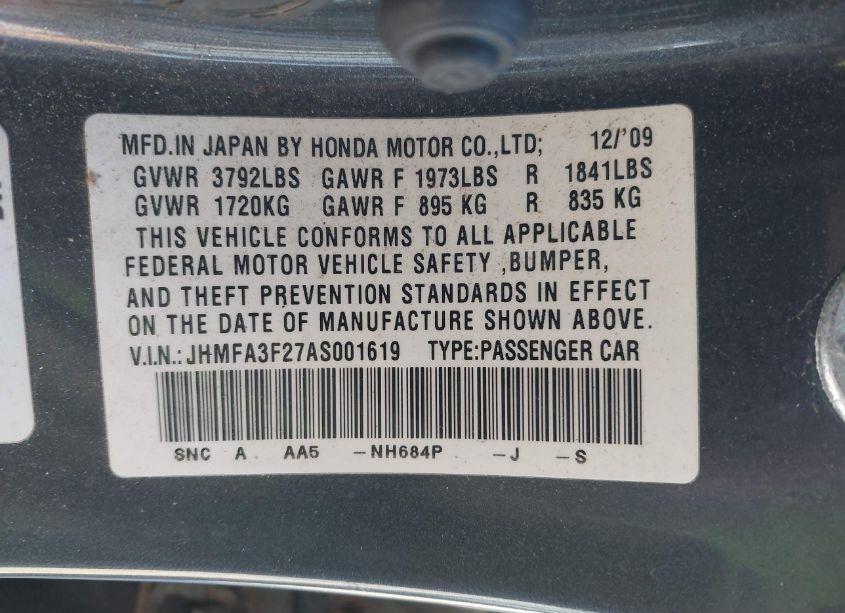 MFD.IN JAPAN BY HONDA MOTOR CO.,LTD; 12/'09
GVWR 3792LBS GAWR F 1973LBS R 1841LBS
GVWR 1720KG GAWR F 895 KG R 835 KG
THIS VEHICLE CONFORMS TO ALL APPLICABLE
FEDERAL MOTOR VEHICLE SAFETY ,BUMPER,
AND THEFT PREVENTION STANDARDS IN EFFECT
ON THE DATE OF MANUFACTURE SHOWN ABOVE.
V.I.N.: JHMFA3F27AS001619 TYPE:PASSENGER CAR
SNC A AA5 -NH684P -J -S